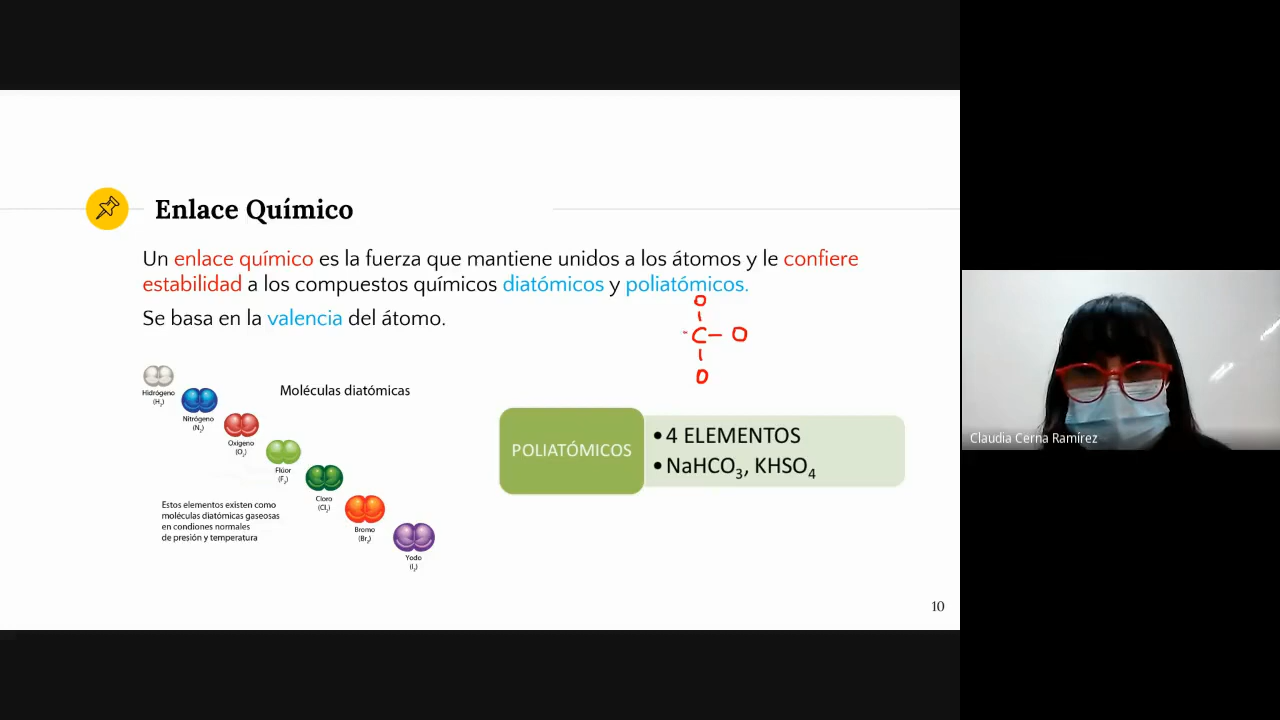 Enlace Químico
Un enlace químico es la fuerza que mantiene unidos a los átomos y le confiere
estabilidad a los compuestos químicos diatómicos y poliatómicos.
Se basa en la valencia del átomo.
O
C – O
O
Moléculas diatómicas
Hidrógeno
(H₂)
Nitrógeno
(N₂)
Oxígeno
(O₂)
Flúor
(F₂)
Cloro
(Cl₂)
Bromo
(Br₂)
Yodo
(I₂)
Estos elementos existen como
moléculas diatómicas gaseosas
en condiones normales
de presión y temperatura
POLIATÓMICOS
•4 ELEMENTOS
•NaHCO₃, KHSO₄
10
Claudia Cerna Ramírez